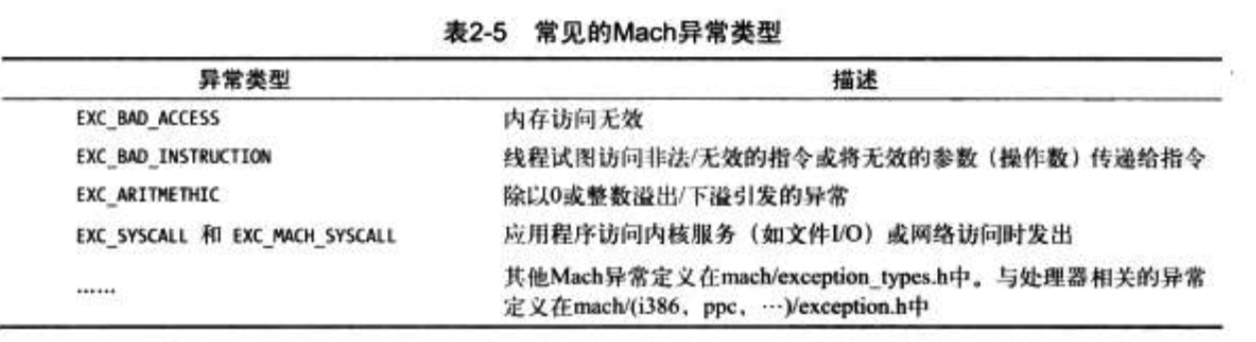 表2-5 常见的Mach异常类型
异常类型 描述
EXC_BAD_ACCESS 内存访问无效
EXC_BAD_INSTRUCTION 线程试图访问非法/无效的指令或将无效的参数（操作数）传递给指令
EXC_ARITMETHIC 除以0或整数溢出/下溢引发的异常
EXC_SYSCALL 和 EXC_MACH_SYSCALL 应用程序访问内核服务（如文件I/O）或网络访问时发出
…… 其他Mach异常定义在mach/exception_types.h中。与处理器相关的异常
定义在mach/(i386，ppc，…)/exception.h中